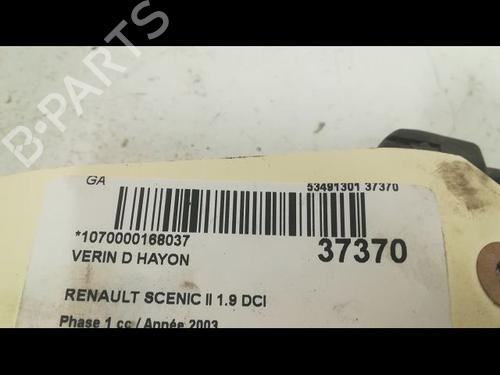 B-PARTS
GA
53491301 37370
*1070000168037
37370
VERIN D HAYON
RENAULT SCENIC II 1.9 DCI
Phase 1 cc / Année 2003